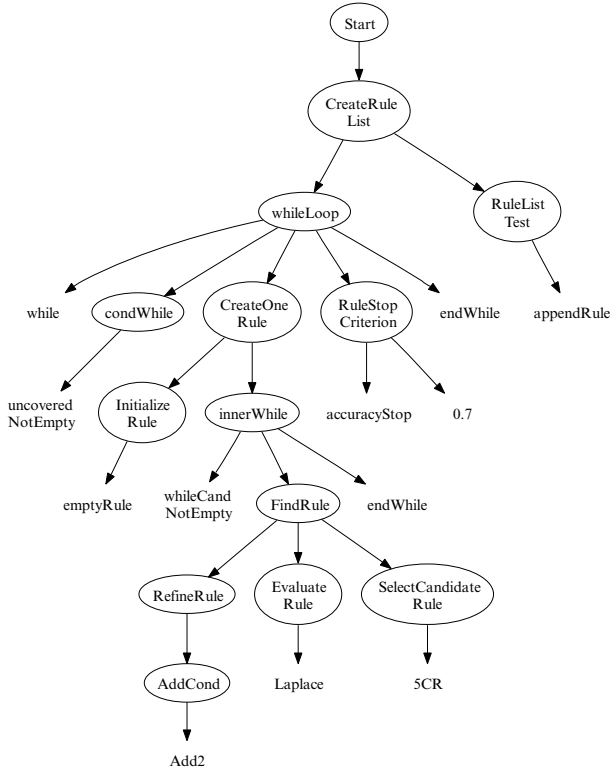 Start
CreateRule
List
whileLoop
RuleList
Test
while
condWhile
CreateOne
Rule
RuleStop
Criterion
endWhile
appendRule
uncovered
NotEmpty
Initialize
Rule
innerWhile
accuracyStop
0.7
emptyRule
whileCand
NotEmpty
FindRule
endWhile
RefineRule
Evaluate
Rule
SelectCandidate
Rule
AddCond
Laplace
5CR
Add2